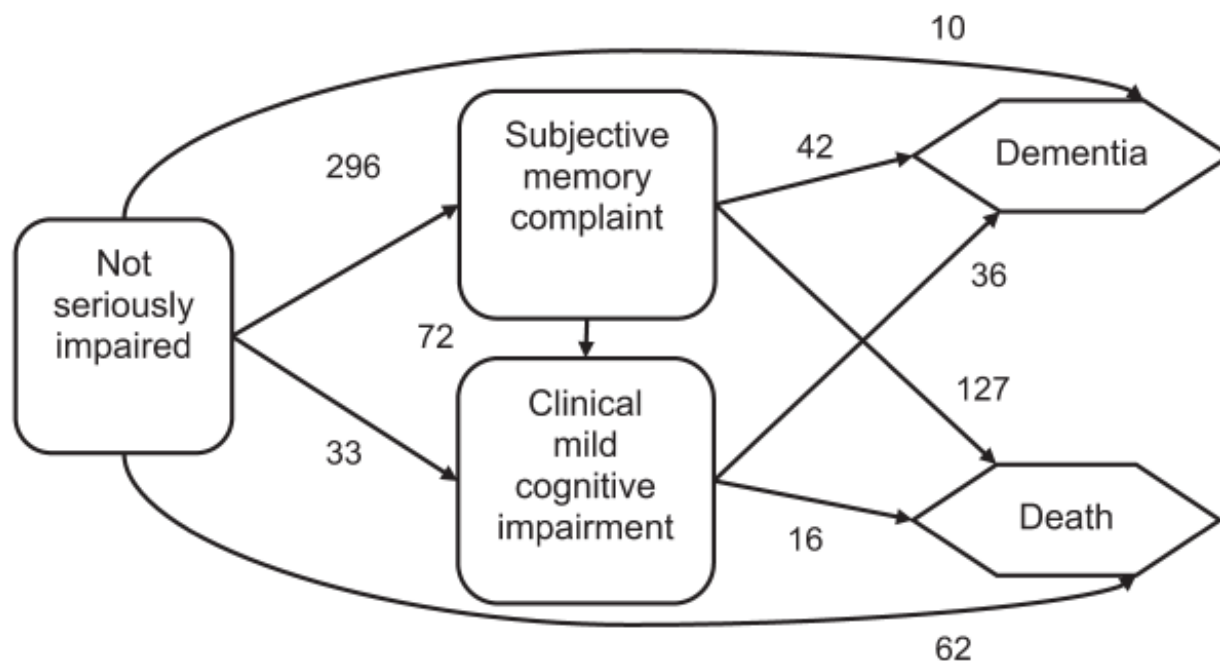 10
Subjective
memory
complaint
42
Dementia
296
Not
seriously
impaired
36
72
127
Clinical
mild
cognitive
impairment
33
Death
16
62